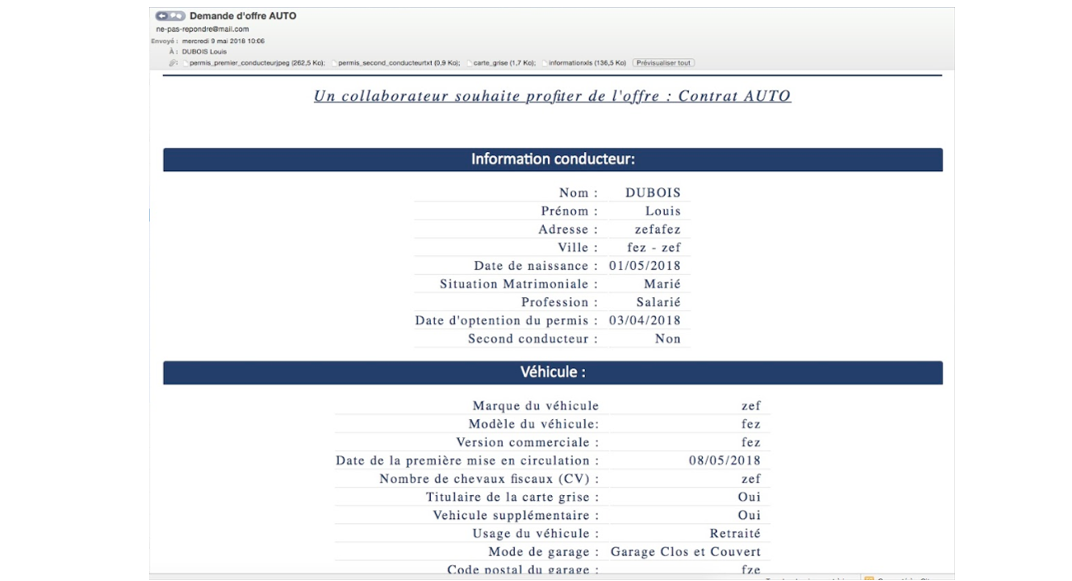 Demande d'offre AUTO
ne-pas-repondre@mail.com
Envoyé : mercredi 9 mai 2018 10:06
À : DUBOIS Louis
permis_premier_conducteurjpeg (262,5 Ko); permis_second_conducteurtxt (0,9 Ko); carte_grise (1,7 Ko); informationxls (136,5 Ko) Prévisualiser tout
Un collaborateur souhaite profiter de l'offre : Contrat AUTO
Information conducteur:
Nom : DUBOIS
Prénom : Louis
Adresse : zefafez
Ville : fez - zef
Date de naissance : 01/05/2018
Situation Matrimoniale : Marié
Profession : Salarié
Date d'optention du permis : 03/04/2018
Second conducteur : Non
Véhicule :
Marque du véhicule zef
Modèle du véhicule: fez
Version commerciale : fez
Date de la première mise en circulation : 08/05/2018
Nombre de chevaux fiscaux (CV) : zef
Titulaire de la carte grise : Oui
Vehicule supplémentaire : Oui
Usage du véhicule : Retraité
Mode de garage : Garage Clos et Couvert
Code postal du garage : fze